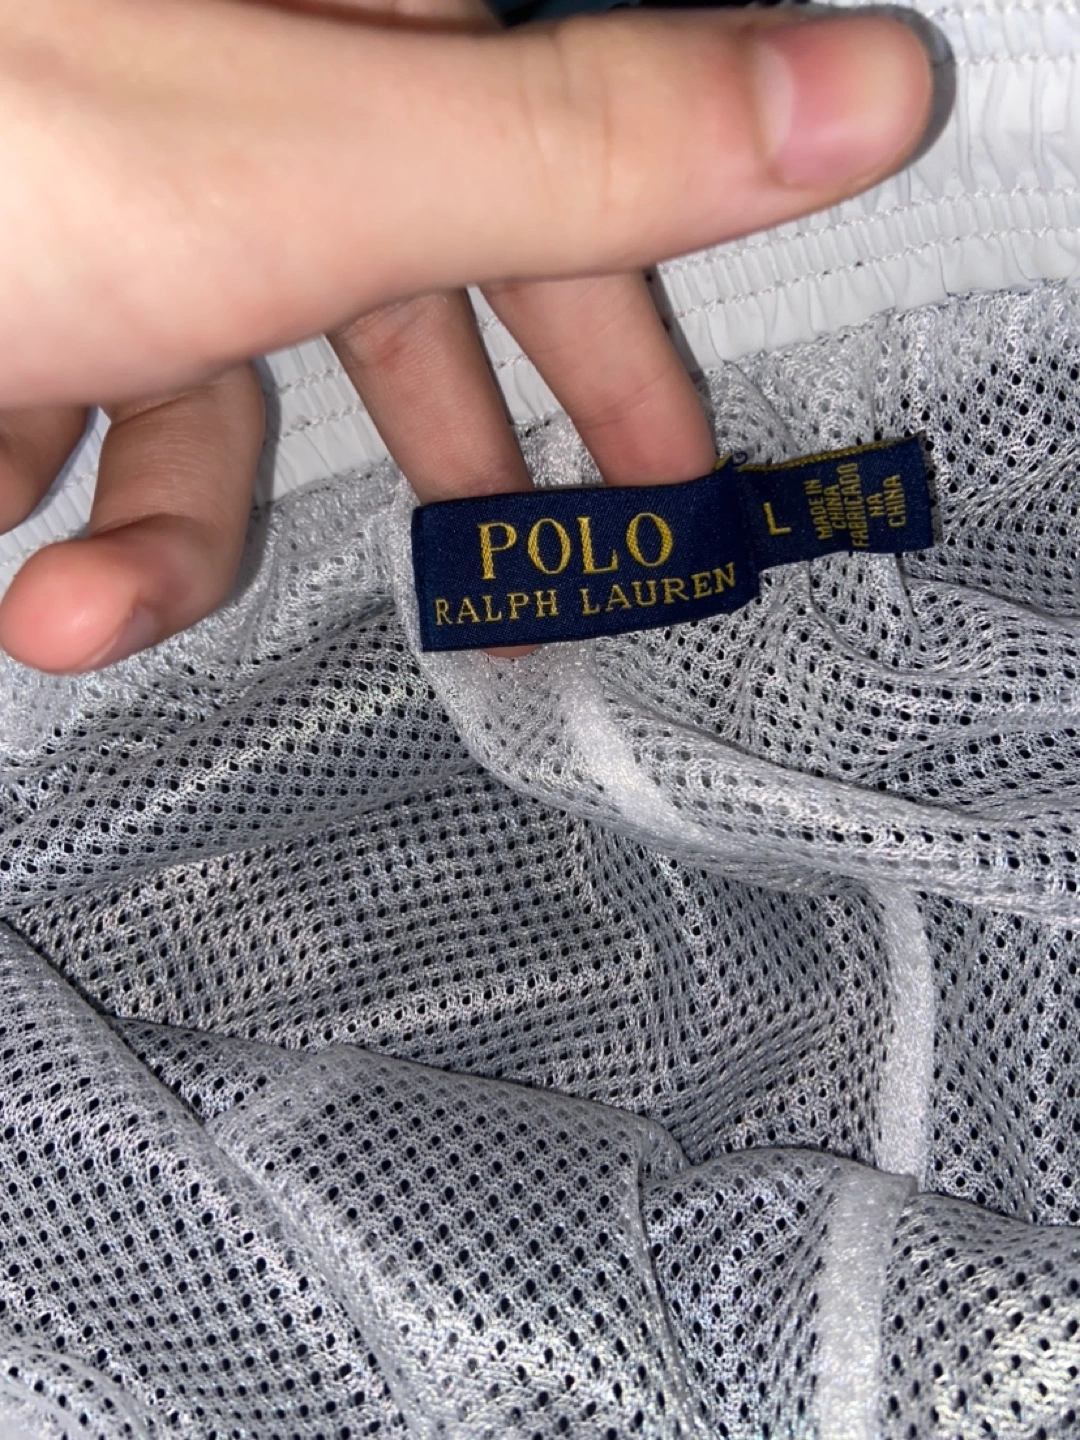 POLO
RALPH LAUREN
L
MADE IN
CHINA
FABRICADO
NA
CHINA